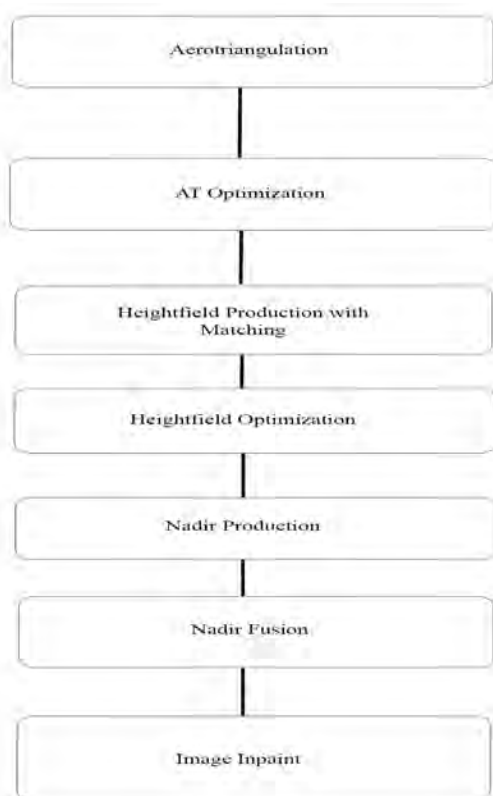 Aerotriangulation
AT Optimization
Heightfield Production with
Matching
Heightfield Optimization
Nadir Production
Nadir Fusion
Image Inpaint